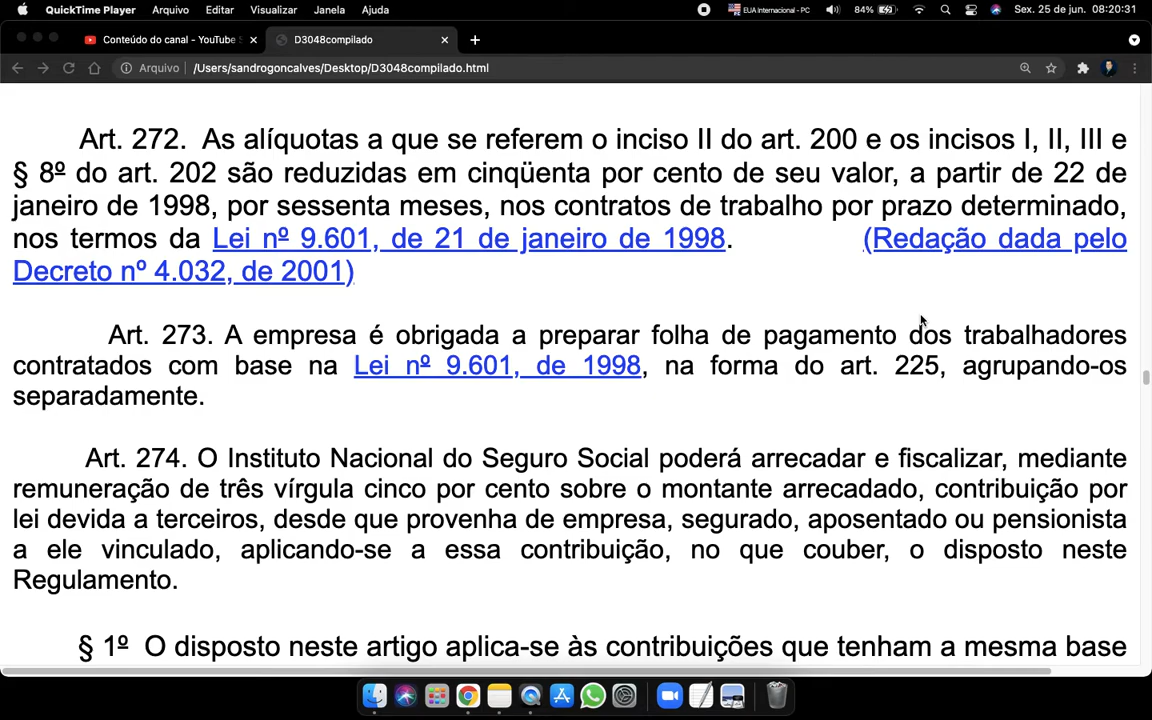 QuickTime Player Arquivo Editar Visualizar Janela Ajuda EUA Internacional - PC 84% Sex. 25 de jun. 08:20:31
Conteúdo do canal - YouTube D3048compilado
Arquivo /Users/sandrogoncalves/Desktop/D3048compilado.html
Art. 272. As alíquotas a que se referem o inciso II do art. 200 e os incisos I, II, III e
§ 8º do art. 202 são reduzidas em cinqüenta por cento de seu valor, a partir de 22 de
janeiro de 1998, por sessenta meses, nos contratos de trabalho por prazo determinado,
nos termos da Lei nº 9.601, de 21 de janeiro de 1998. (Redação dada pelo
Decreto nº 4.032, de 2001)
Art. 273. A empresa é obrigada a preparar folha de pagamento dos trabalhadores
contratados com base na Lei nº 9.601, de 1998, na forma do art. 225, agrupando-os
separadamente.
Art. 274. O Instituto Nacional do Seguro Social poderá arrecadar e fiscalizar, mediante
remuneração de três vírgula cinco por cento sobre o montante arrecadado, contribuição por
lei devida a terceiros, desde que provenha de empresa, segurado, aposentado ou pensionista
a ele vinculado, aplicando-se a essa contribuição, no que couber, o disposto neste
Regulamento.
§ 1º O disposto neste artigo aplica-se às contribuições que tenham a mesma base